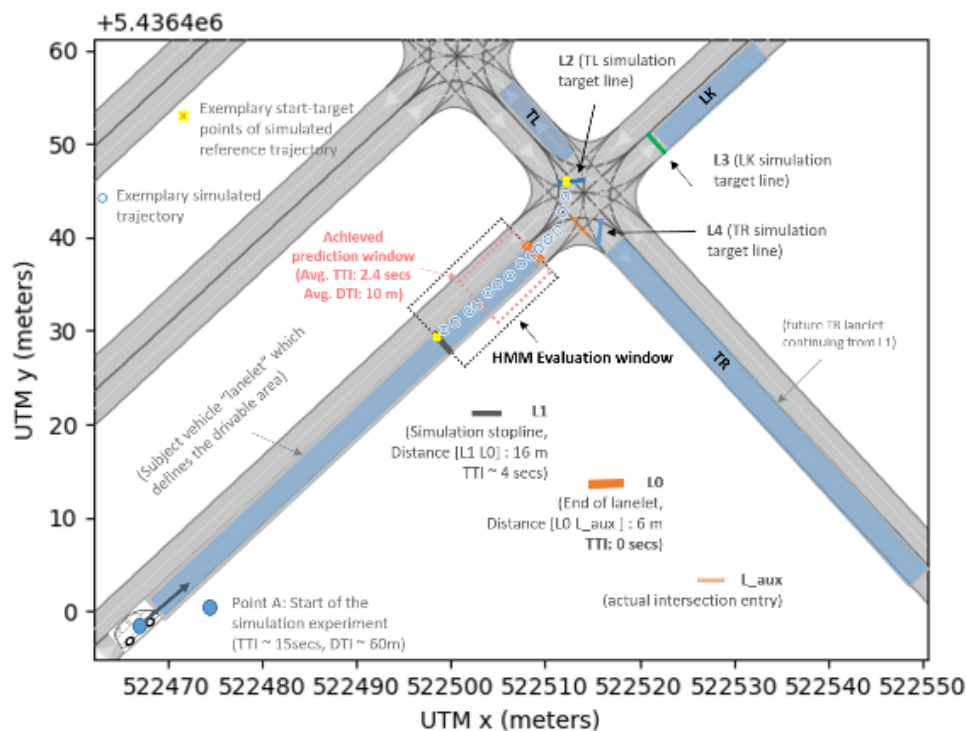 +5.4364e6
60
50
40
30
20
10
0
UTM y (meters)
522470 522480 522490 522500 522510 522520 522530 522540 522550
UTM x (meters)
Exemplary start-target
points of simulated
reference trajectory
Exemplary simulated
trajectory
L2 (TL simulation
target line)
TL
LK
L3 (LK simulation
target line)
L4 (TR simulation
target line)
Achieved
prediction window
(Avg. TTI: 2.4 secs
Avg. DTI: 10 m)
HMM Evaluation window
TR
(future TR lanelet
continuing from L1)
(Subject vehicle "lanelet" which
defines the drivable area)
L1
(Simulation stopline,
Distance [L1 L0] : 16 m
TTI ~ 4 secs)
L0
(End of lanelet,
Distance [L0 L_aux ] : 6 m
TTI: 0 secs)
L_aux
(actual intersection entry)
Point A: Start of the
simulation experiment
(TTI ~ 15secs, DTI ~ 60m)